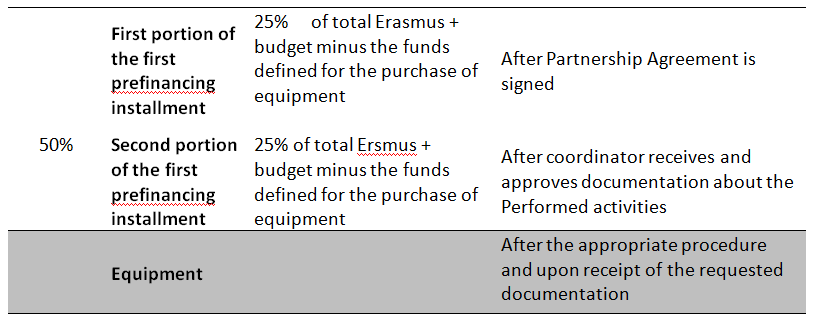 First portion of
the first
prefinancing
installment
25% of total Erasmus +
budget minus the funds
defined for the purchase of
equipment
After Partnership Agreement is
signed
50%
Second portion
of the first
prefinancing
installment
25% of total Ersmus +
budget minus the funds
defined for the purchase of
equipment
After coordinator receives and
approves documentation about the
Performed activities
Equipment
After the appropriate procedure
and upon receipt of the requested
documentation